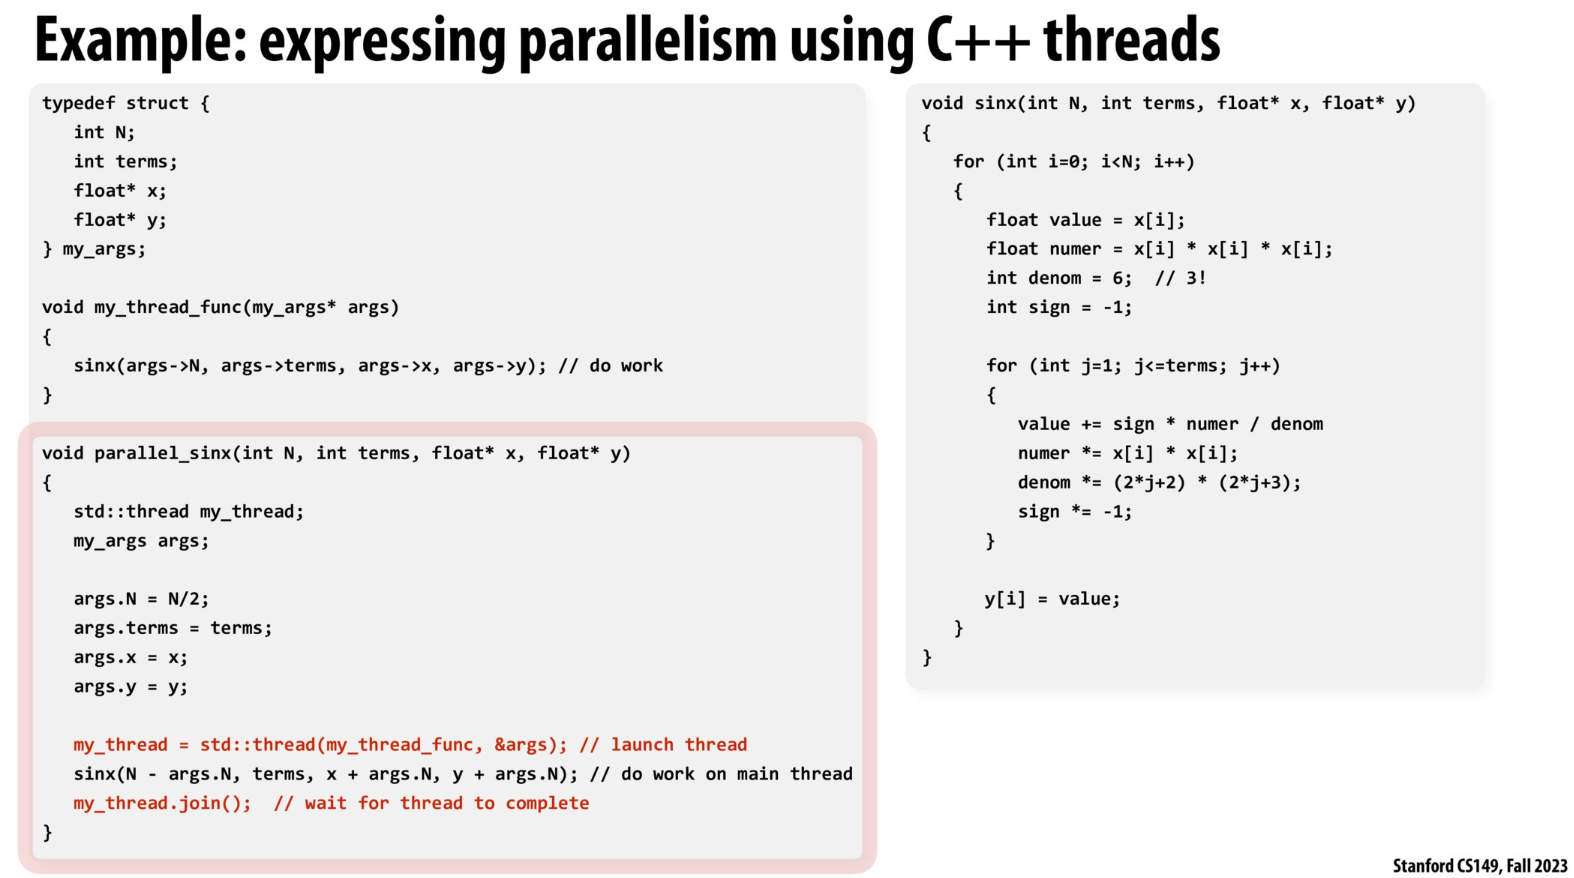 Example: expressing parallelism using C++ threads
typedef struct {
int N;
int terms;
float* x;
float* y;
} my_args;
void my_thread_func(my_args* args)
{
sinx(args->N, args->terms, args->x, args->y); // do work
}
void parallel_sinx(int N, int terms, float* x, float* y)
{
std::thread my_thread;
my_args args;
args.N = N/2;
args.terms = terms;
args.x = x;
args.y = y;
my_thread = std::thread(my_thread_func, &args); // launch thread
sinx(N - args.N, terms, x + args.N, y + args.N); // do work on main thread
my_thread.join();  // wait for thread to complete
}
void sinx(int N, int terms, float* x, float* y)
{
for (int i=0; i<N; i++)
{
float value = x[i];
float numer = x[i] * x[i] * x[i];
int denom = 6;  // 3!
int sign = -1;
for (int j=1; j<=terms; j++)
{
value += sign * numer / denom
numer *= x[i] * x[i];
denom *= (2*j+2) * (2*j+3);
sign *= -1;
}
y[i] = value;
}
}
Stanford CS149, Fall 2023